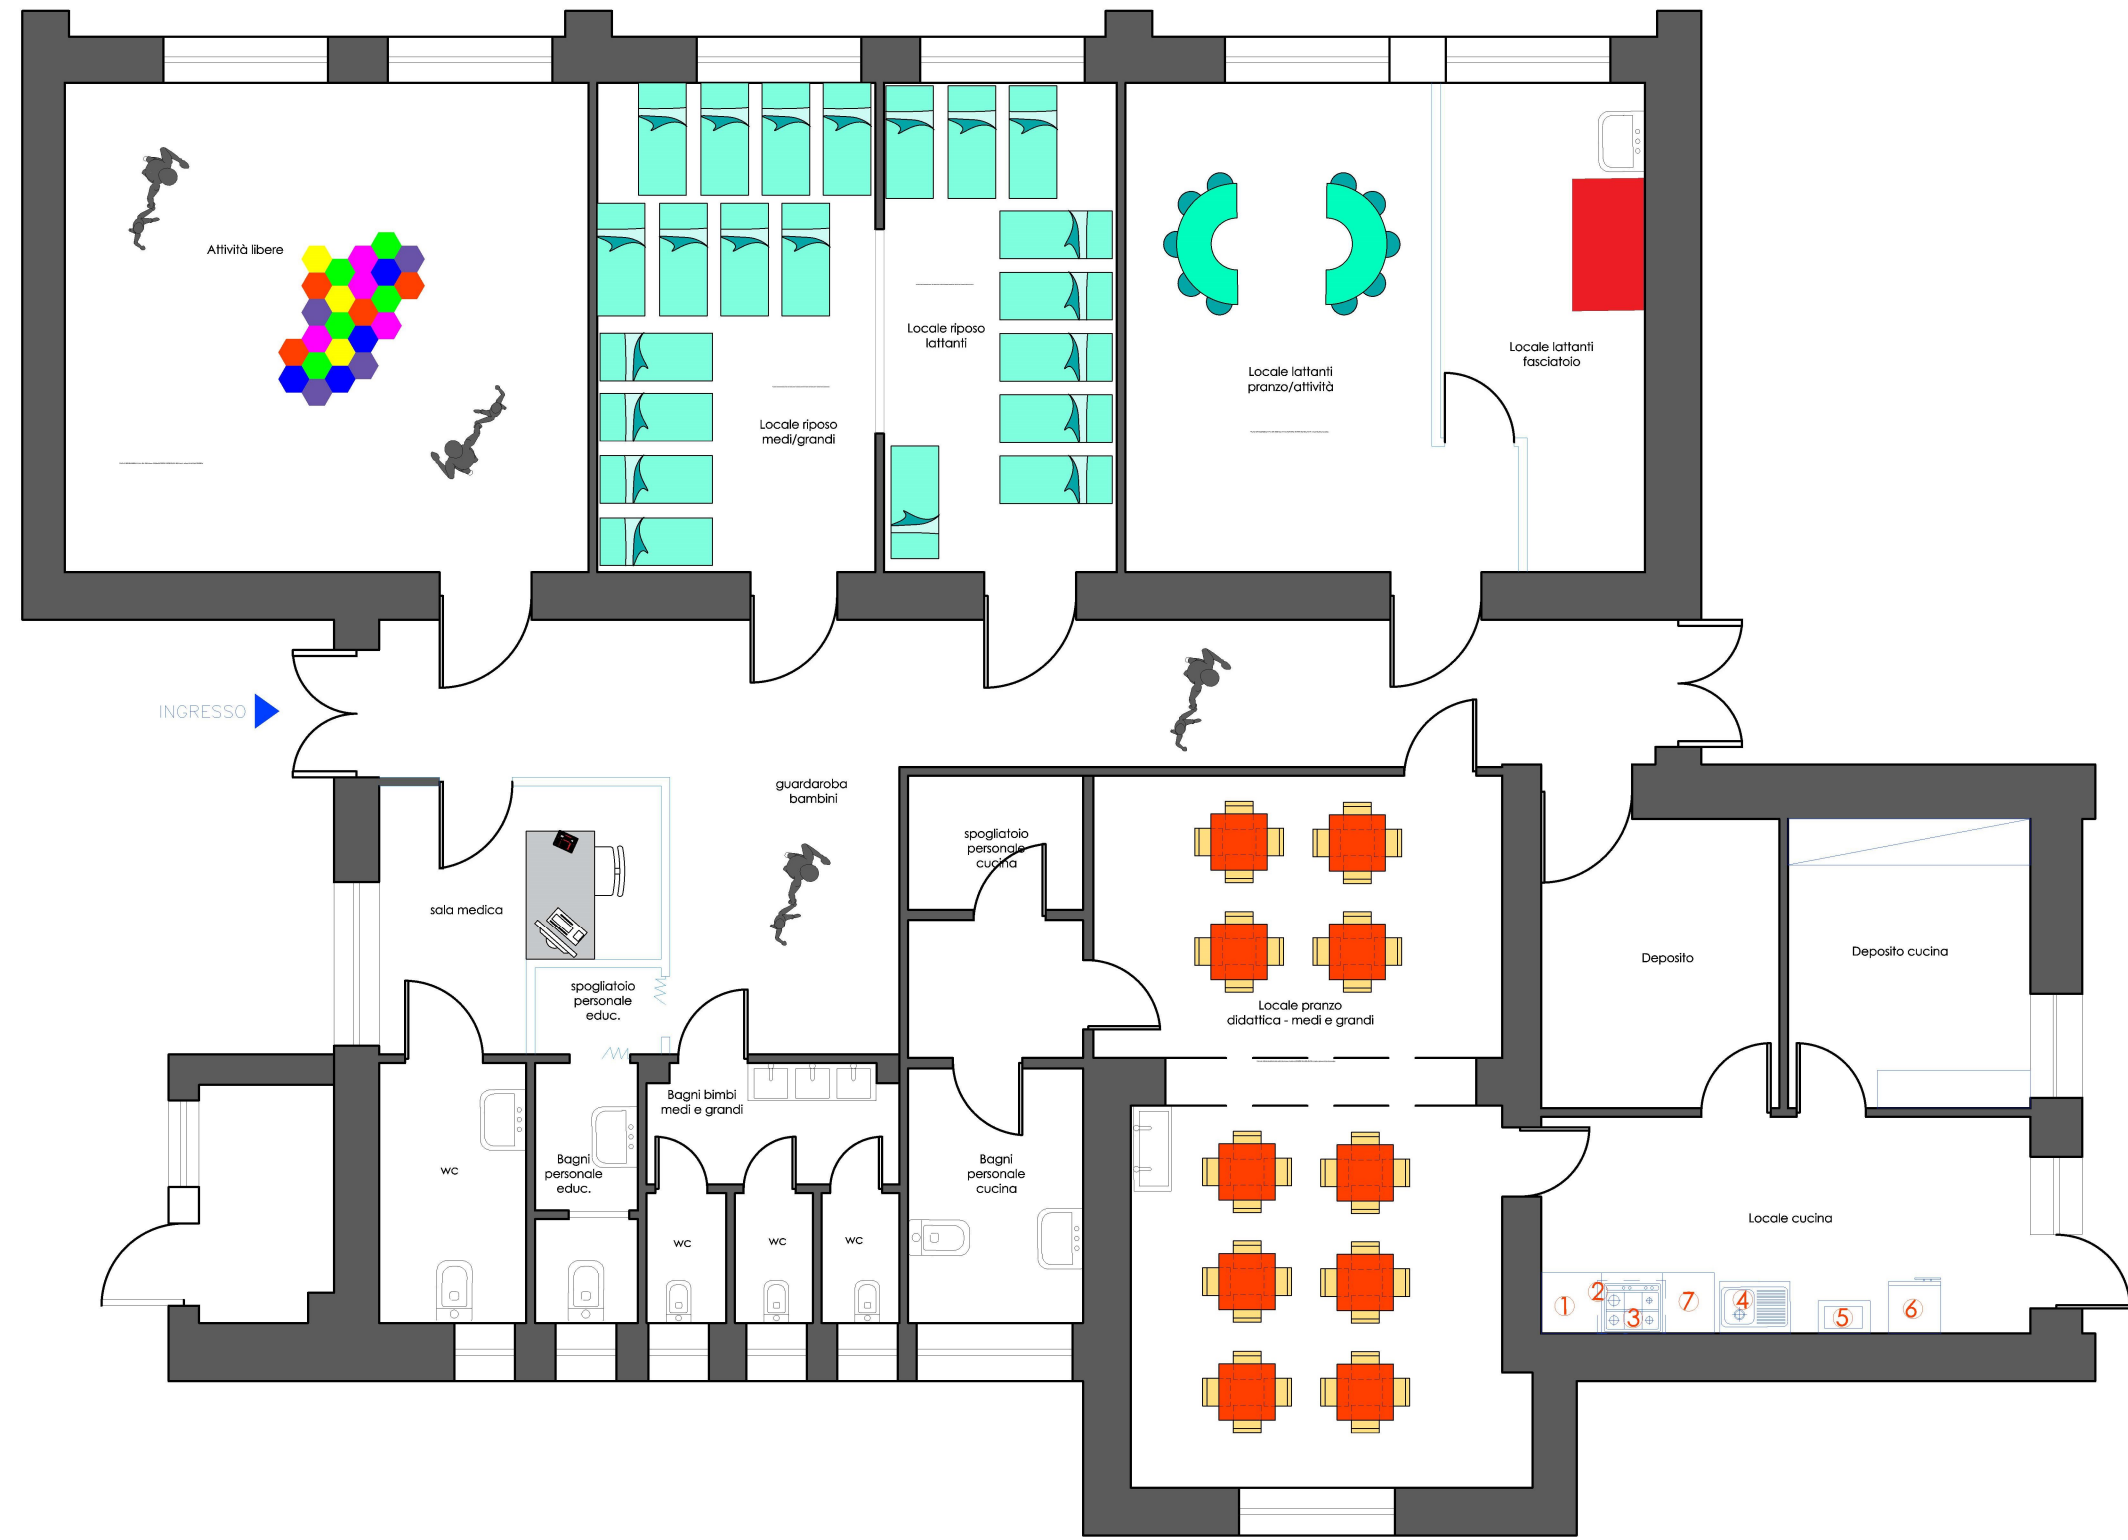 Attività libere
Locale riposo
lattanti
Locale riposo
medi/grandi
Locale lattanti
pranzo/attività
Locale lattanti
fasciatoio
INGRESSO
guardaroba
bambini
sala medica
spogliatoio
personale
educ.
spogliatoio
personale
cucina
Locale pranzo
didattica - medi e grandi
Deposito
Deposito cucina
Bagni bimbi
medi e grandi
wc
Bagni
personale
educ.
Bagni
personale
cucina
wc
wc
wc
Locale cucina
1
2
3
7
4
5
6